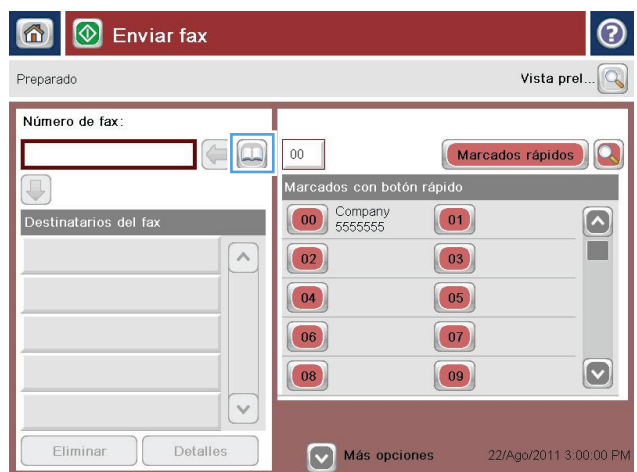 Enviar fax
Preparado
Vista prel...
Número de fax:
00
Marcados rápidos
Marcados con botón rápido
Destinatarios del fax
00 Company 01
5555555
02 03
04 05
06 07
08 09
Eliminar Detalles
Más opciones
22/Ago/2011 3:00:00 PM